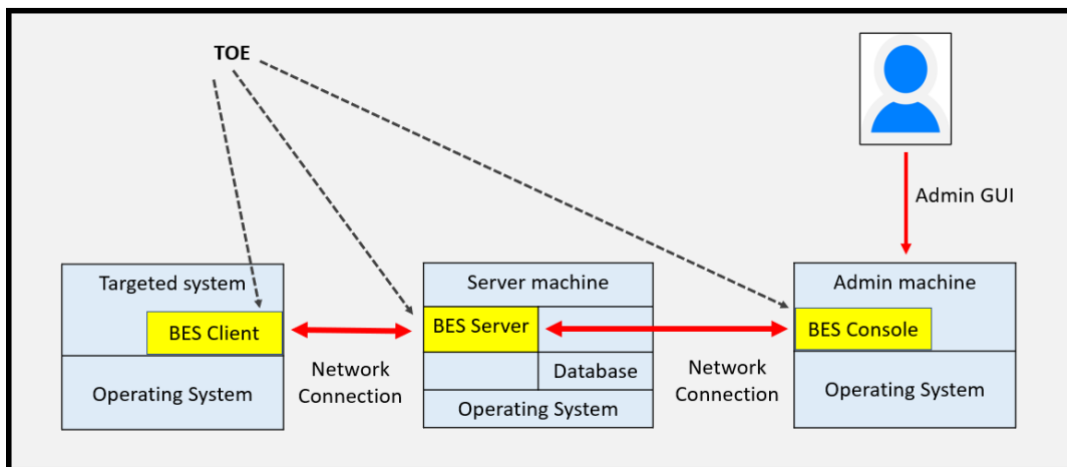 TOE
Admin GUI
Targeted system
Server machine
Admin machine
BES Client
BES Server
BES Console
Network
Connection
Database
Network
Connection
Operating System
Operating System
Operating System